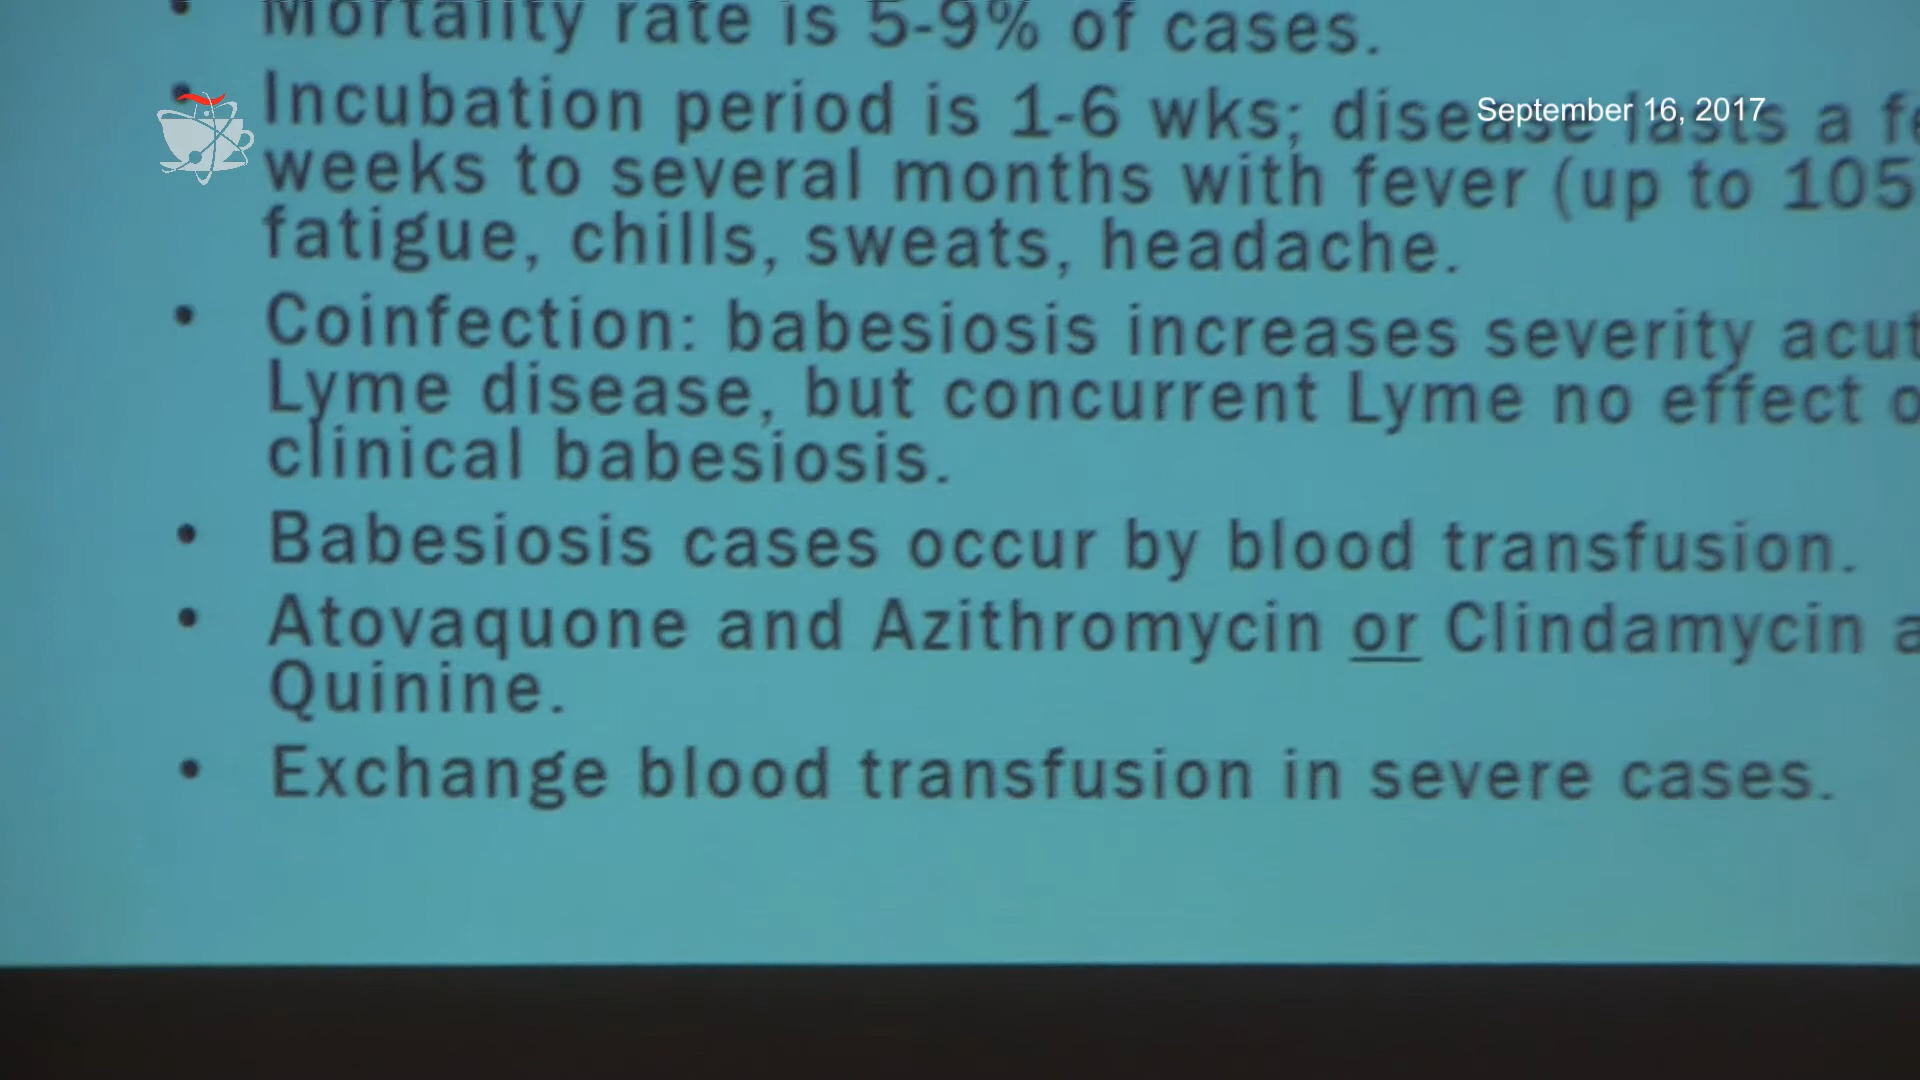 • Mortality rate is 5-9% of cases.
September 16, 2017
• Incubation period is 1-6 wks; disease lasts a
weeks to several months with fever (up to 105
fatigue, chills, sweats, headache.
• Coinfection: babesiosis increases severity
Lyme disease, but concurrent Lyme no effect
clinical babesiosis.
• Babesiosis cases occur by blood transfusion.
• Atovaquone and Azithromycin or Clindamycin
Quinine.
• Exchange blood transfusion in severe cases.